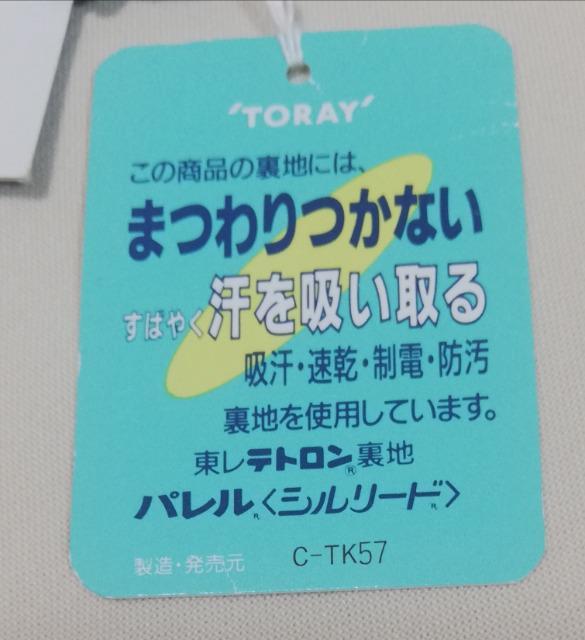 'TORAY'
この商品の裏地には、
まつわりつかない
すはやく汗を吸い取る
吸汗・速乾・制電・防汚
裏地を使用しています。
東レテトロン®裏地
パレル®〈シルリード®〉
製造・発売元 C-TK57